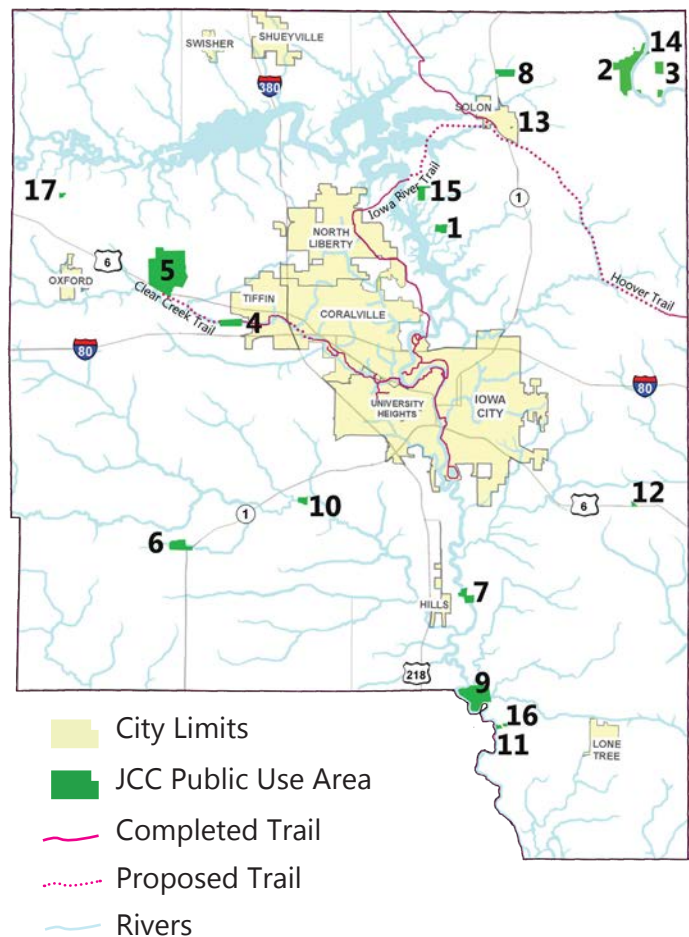 SWISHER
SHUEYVILLE
14
2
3
8
380
SOLON
13
17
15
1
Iowa River Trail
1
NORTH
LIBERTY
6
5
OXFORD
TIFFIN
Hoover Trail
Clear Creek Trail
4
CORALVILLE
80
80
UNIVERSITY
HEIGHTS
IOWA
CITY
10
12
1
6
6
HILLS
7
218
9
16
11
LONE
TREE
City Limits
JCC Public Use Area
Completed Trail
Proposed Trail
Rivers